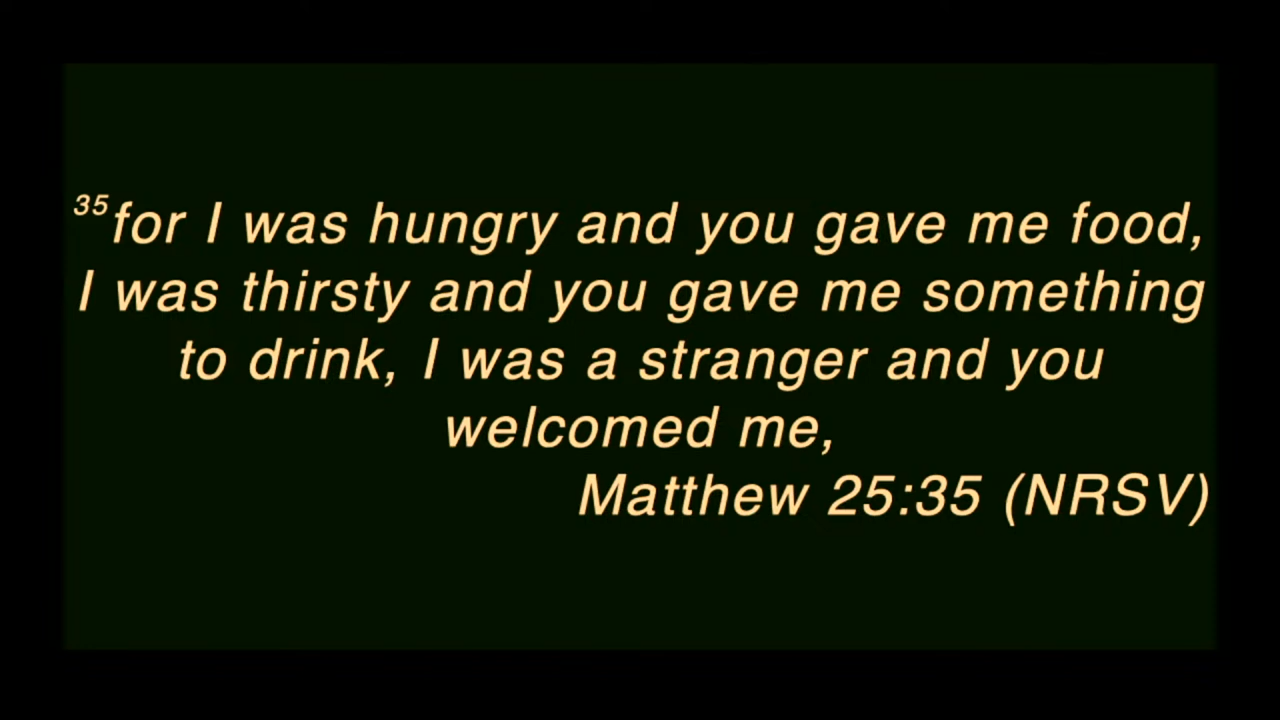 35for I was hungry and you gave me food,
I was thirsty and you gave me something
to drink, I was a stranger and you
welcomed me,
Matthew 25:35 (NRSV)